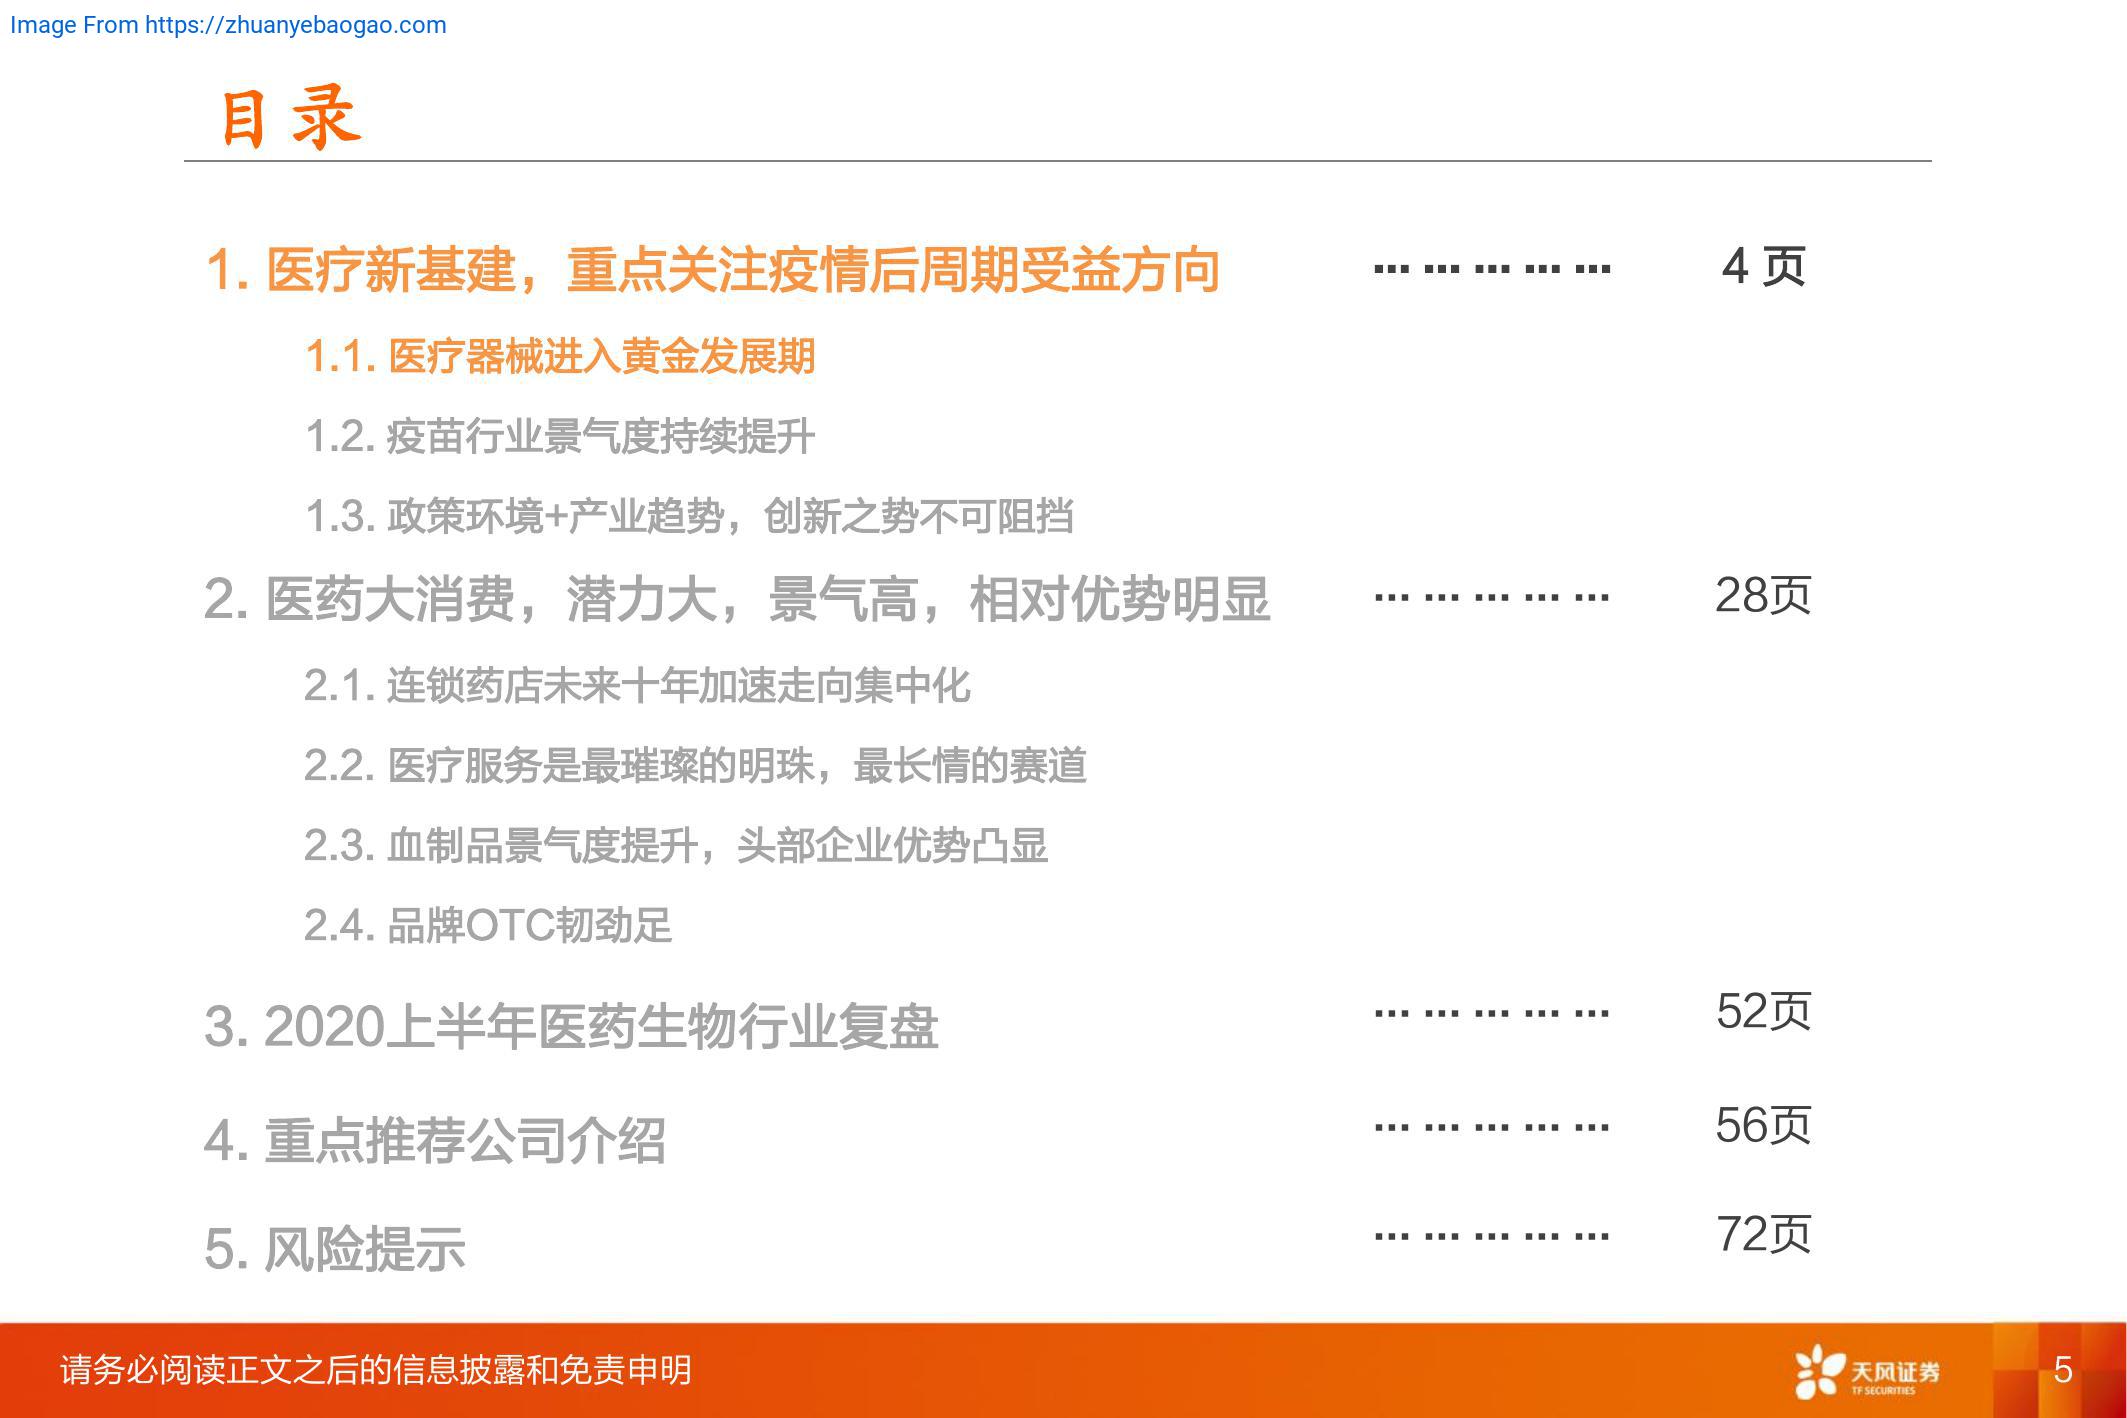 Image From https://zhuanyebaogao.com
目录
1. 医疗新基建，重点关注疫情后周期受益方向 …… …… …… …… …… 4 页
1.1. 医疗器械进入黄金发展期
1.2. 疫苗行业景气度持续提升
1.3. 政策环境+产业趋势，创新之势不可阻挡
2. 医药大消费，潜力大，景气高，相对优势明显 … … … … … 28页
2.1. 连锁药店未来十年加速走向集中化
2.2. 医疗服务是最璀璨的明珠，最长情的赛道
2.3. 血制品景气度提升，头部企业优势凸显
2.4. 品牌OTC韧劲足
3. 2020上半年医药生物行业复盘 … … … … … 52页
4. 重点推荐公司介绍 … … … … … 56页
5. 风险提示 … … … … … 72页
请务必阅读正文之后的信息披露和免责申明
天风证券
TF SECURITIES
5